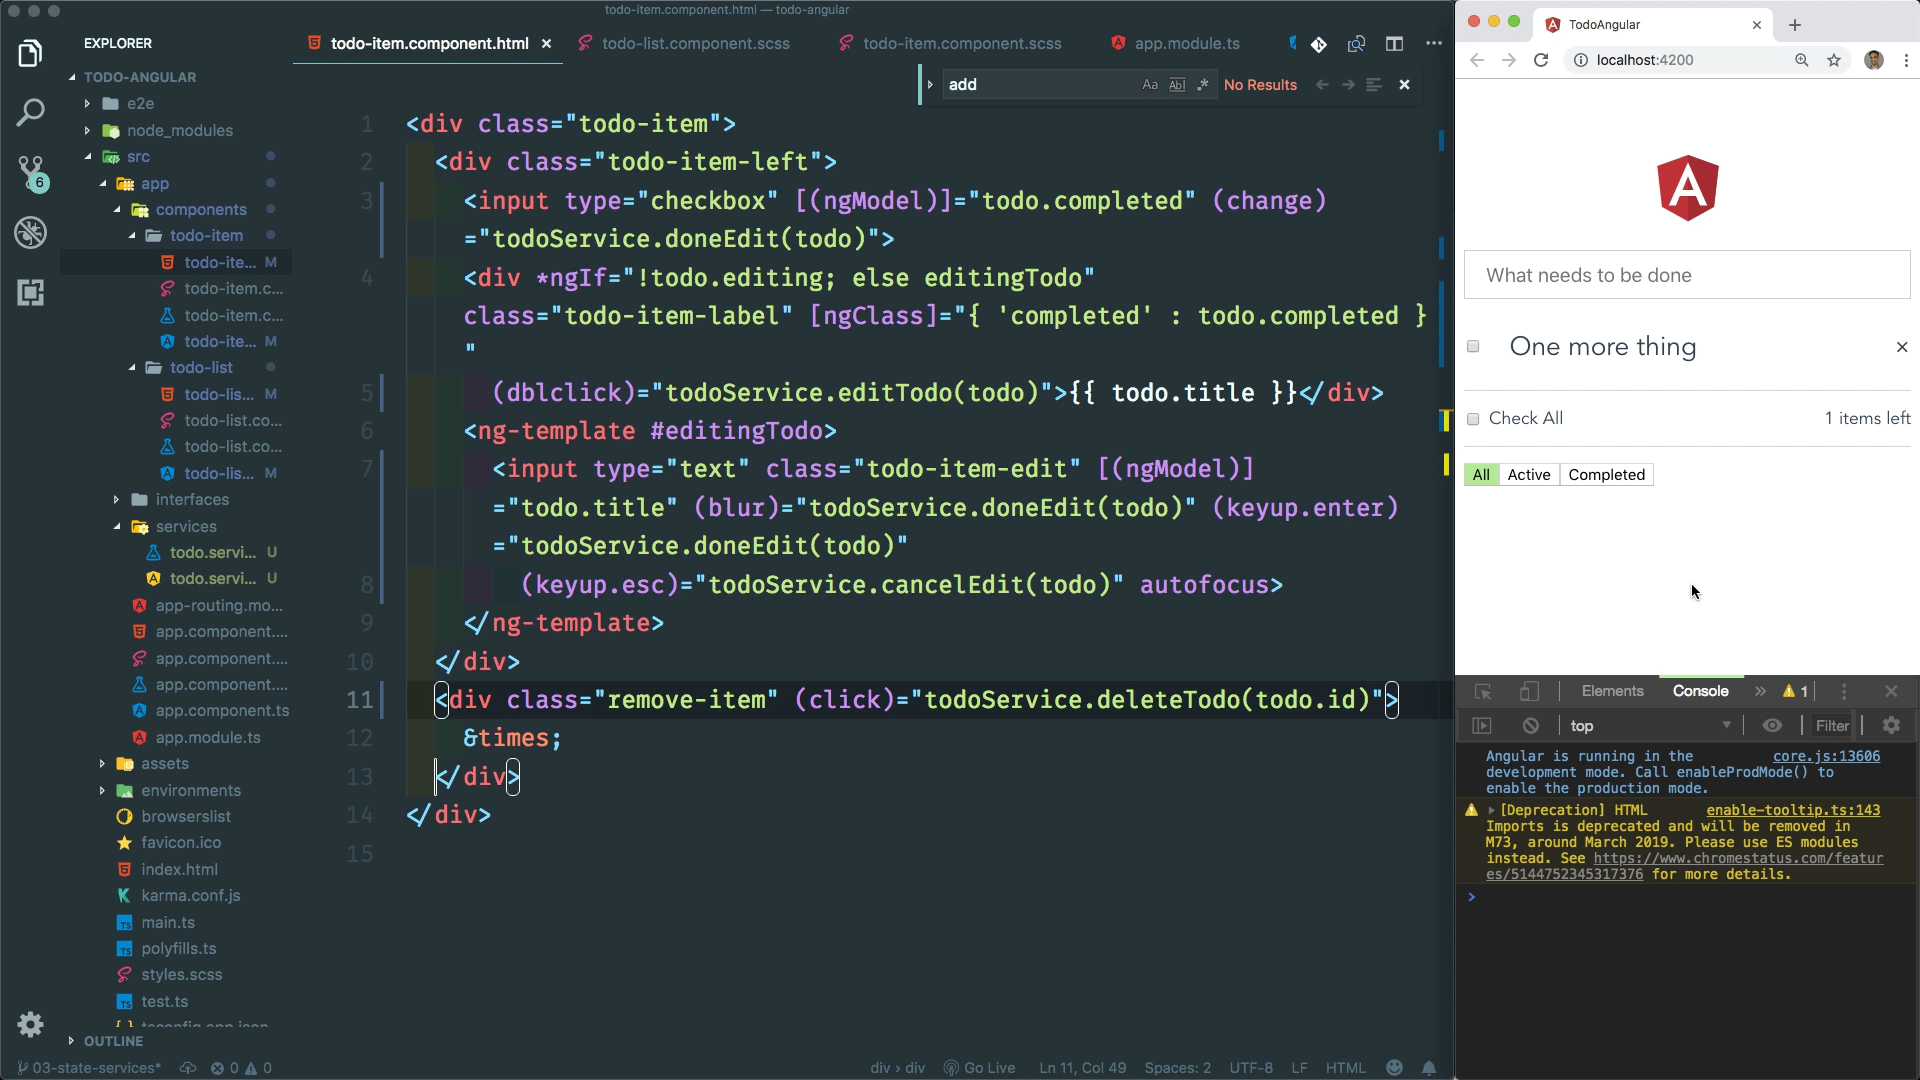 todo-item.component.html — todo-angular
EXPLORER
TODO-ANGULAR
e2e
node_modules
src
app
components
todo-item
todo-ite... M
todo-item.c...
todo-item.c...
todo-ite... M
todo-list
todo-lis... M
todo-list.co...
todo-list.co...
todo-lis... M
interfaces
services
todo.servi... U
todo.servi... U
app-routing.mo...
app.component....
app.component....
app.component....
app.component.ts
app.module.ts
assets
environments
browserslist
favicon.ico
index.html
karma.conf.js
main.ts
polyfills.ts
styles.scss
test.ts
tsconfig.app.json
OUTLINE
6
todo-item.component.html
todo-list.component.scss
todo-item.component.scss
app.module.ts
add
Aa
Abl
.*
No Results
1 <div class="todo-item">
2 <div class="todo-item-left">
3 <input type="checkbox" [(ngModel)]="todo.completed" (change)
="todoService.doneEdit(todo)">
4 <div *ngIf="!todo.editing; else editingTodo"
class="todo-item-label" [ngClass]="{ 'completed' : todo.completed }
"
5 (dblclick)="todoService.editTodo(todo)">{{ todo.title }}</div>
6 <ng-template #editingTodo>
7 <input type="text" class="todo-item-edit" [(ngModel)]
="todo.title" (blur)="todoService.doneEdit(todo)" (keyup.enter)
="todoService.doneEdit(todo)"
8 (keyup.esc)="todoService.cancelEdit(todo)" autofocus>
9 </ng-template>
10 </div>
11 <div class="remove-item" (click)="todoService.deleteTodo(todo.id)">
12 &times;
13 </div>
14 </div>
15
03-state-services*
0
0
div › div
Go Live
Ln 11, Col 49
Spaces: 2
UTF-8
LF
HTML
TodoAngular
localhost:4200
What needs to be done
One more thing
×
Check All
1 items left
All
Active
Completed
Elements
Console
»
1
top
Filter
Angular is running in the core.js:13606
development mode. Call enableProdMode() to
enable the production mode.
[Deprecation] HTML enable-tooltip.ts:143
Imports is deprecated and will be removed in
M73, around March 2019. Please use ES modules
instead. See https://www.chromestatus.com/featur
es/5144752345317376 for more details.
>